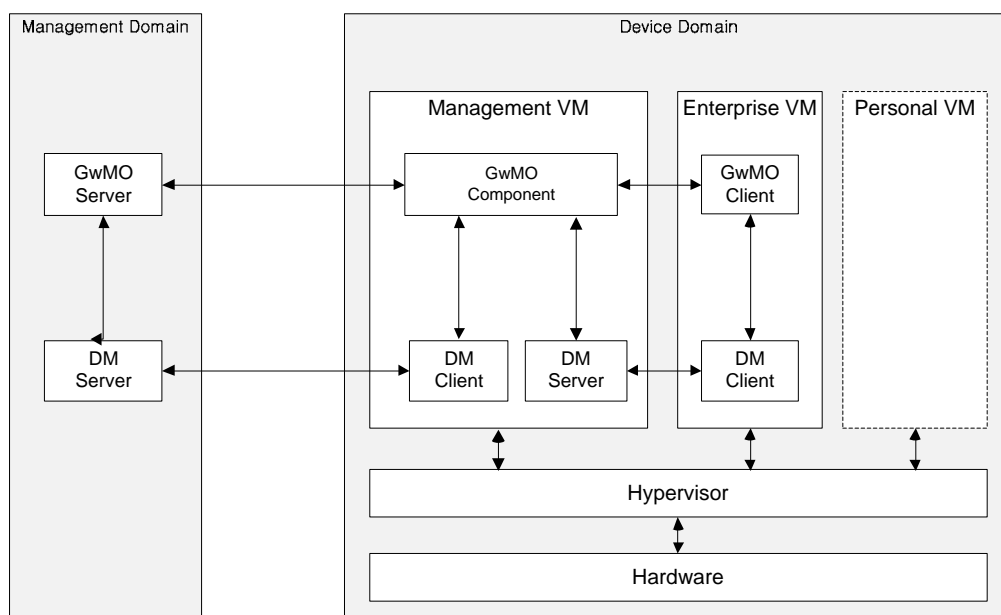 Management Domain
Device Domain
Management VM
Enterprise VM
Personal VM
GwMO
Server
GwMO
Component
GwMO
Client
DM
Server
DM
Client
DM
Server
DM
Client
Hypervisor
Hardware